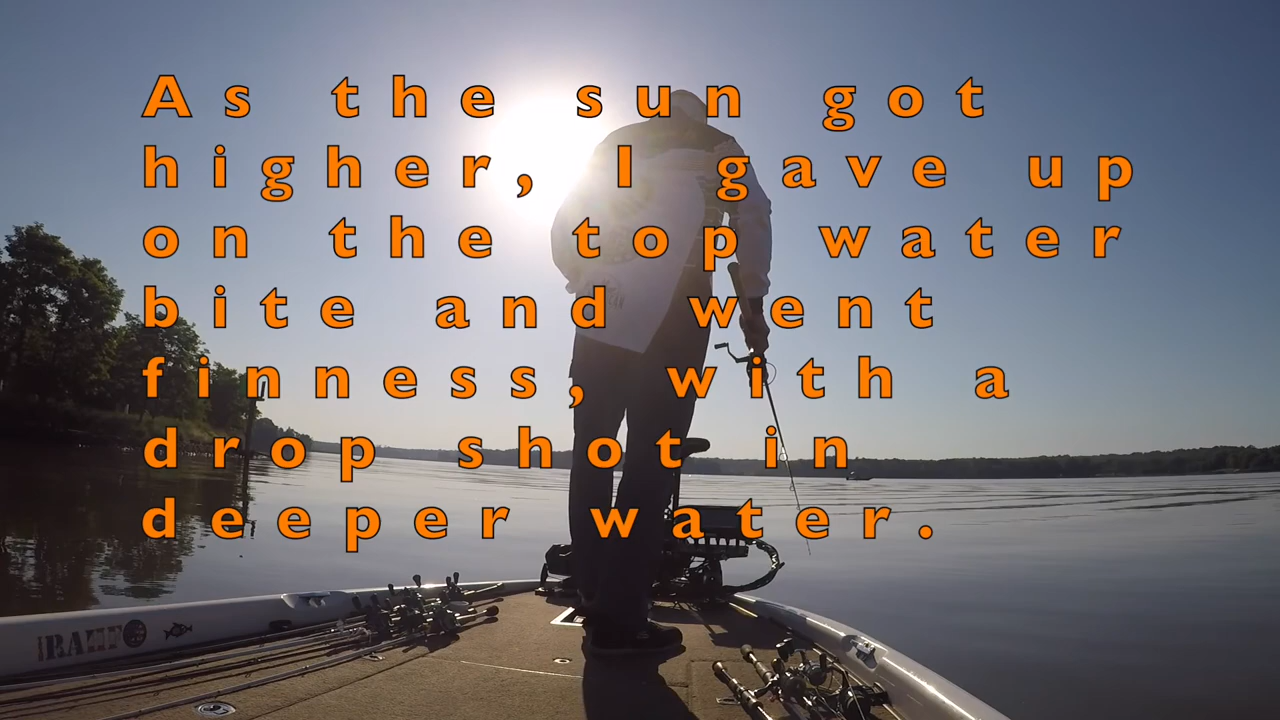 As the sun got
higher, I gave up
on the top water
bite and went
finness, with a
drop shot in
deeper water.